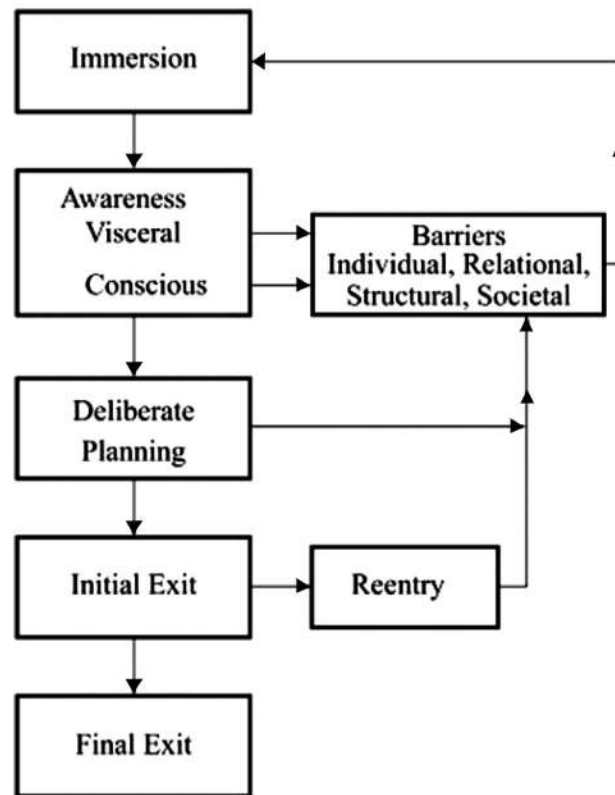 Immersion
Awareness
Visceral
Conscious
Barriers
Individual, Relational,
Structural, Societal
Deliberate
Planning
Initial Exit
Reentry
Final Exit